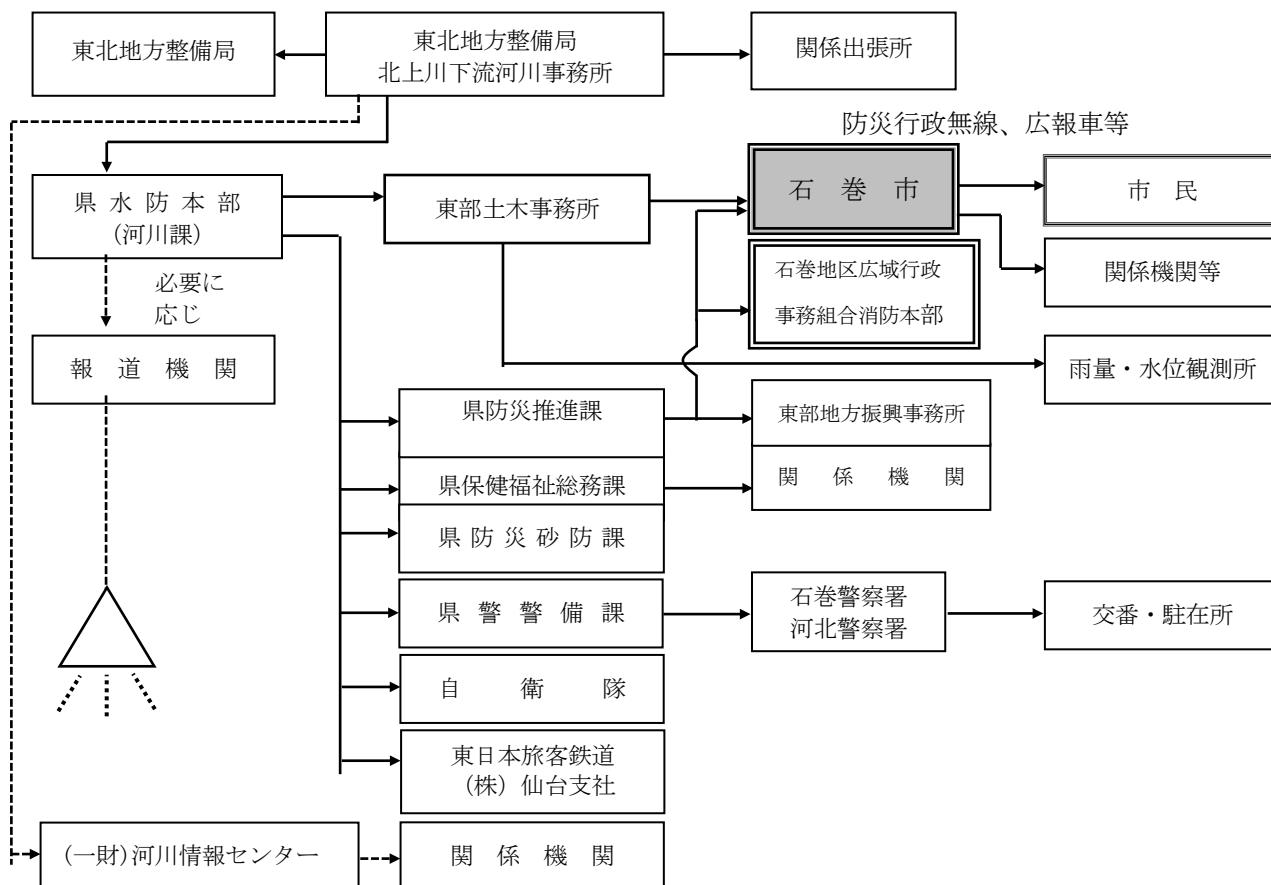 東北地方整備局
東北地方整備局
北上川下流河川事務所
関係出張所
防災行政無線、広報車等
県水防本部
(河川課)
東部土木事務所
石巻市
市民
石巻地区広域行政
事務組合消防本部
関係機関等
必要に
応じ
報道機関
雨量・水位観測所
県防災推進課
東部地方振興事務所
県保健福祉総務課
関係機関
県防災砂防課
県警警備課
石巻警察署
河北警察署
交番・駐在所
自衛隊
東日本旅客鉄道
(株) 仙台支社
(一財)河川情報センター
関係機関